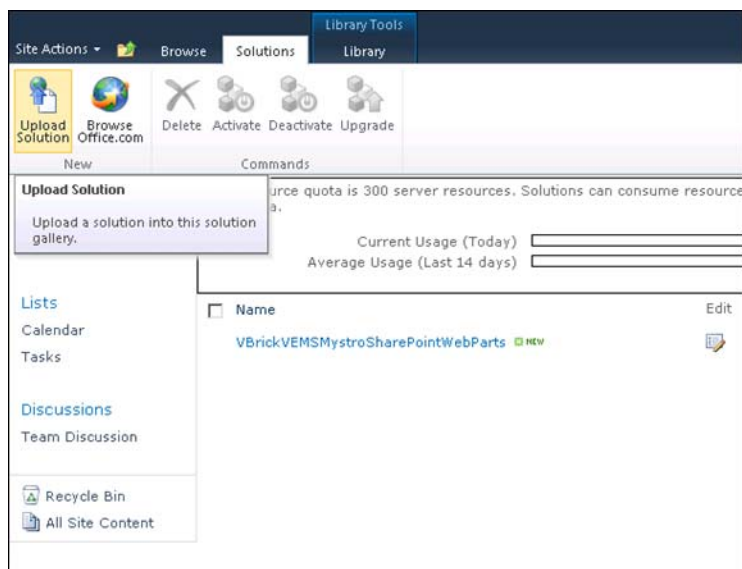 Library Tools
Site Actions Browse Solutions Library
Upload Solution
Browse Office.com
Delete Activate Deactivate Upgrade
New Commands
Upload Solution
Upload a solution into this solution
gallery.
urce quota is 300 server resources. Solutions can consume resource
a.
Current Usage (Today)
Average Usage (Last 14 days)
Lists
Calendar
Tasks
Name Edit
VBrickVEMSMystroSharePointWebParts NEW
Discussions
Team Discussion
Recycle Bin
All Site Content